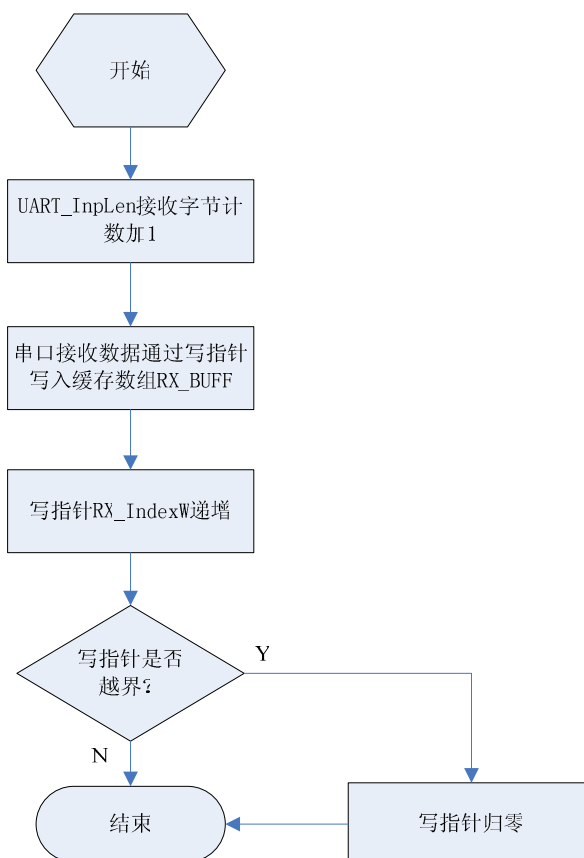 开始
UART_InpLen接收字节计
数加1
串口接收数据通过写指针
写入缓存数组RX_BUFF
写指针RX_IndexW递增
写指针是否
越界?
Y
N
结束
写指针归零